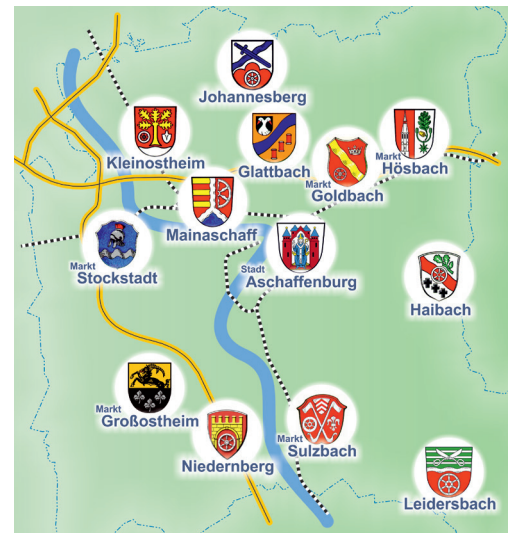 Johannesberg
Kleinostheim
Glattbach
Markt
Goldbach
Markt
Hösbach
Mainaschaff
Markt
Stockstadt
Stadt
Aschaffenburg
Haibach
Markt
Großostheim
Niedernberg
Markt
Sulzbach
Leidersbach